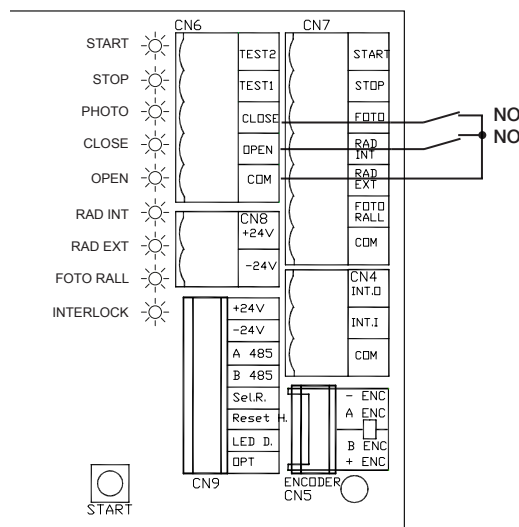 START
STOP
PHOTO
CLOSE
OPEN
RAD INT
RAD EXT
FOTO RALL
INTERLOCK
CN6
TEST2
TEST1
CLOSE
OPEN
COM
CN7
START
STOP
FOTO
RAD
INT
RAD
EXT
FOTO
RALL
COM
NO
NO
CN8
+24V
-24V
CN4
INT.O
INT.I
COM
+24V
-24V
A 485
B 485
Sel.R.
Reset H.
LED D.
OPT
CN9
- ENC
A ENC
B ENC
+ ENC
ENCODER
CN5
START